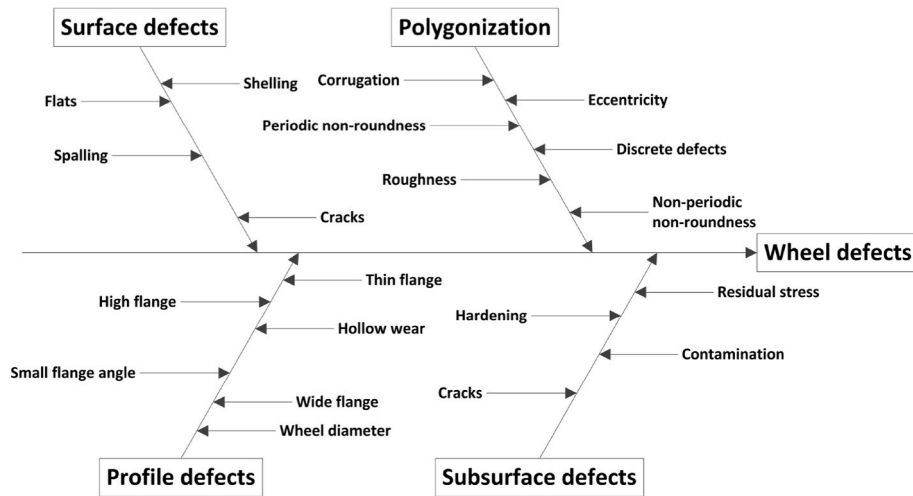 Surface defects
Polygonization
Shelling
Corrugation
Flats
Eccentricity
Periodic non-roundness
Spalling
Discrete defects
Roughness
Cracks
Non-periodic
non-roundness
Wheel defects
Thin flange
Residual stress
High flange
Hardening
Hollow wear
Contamination
Small flange angle
Cracks
Wide flange
Wheel diameter
Profile defects
Subsurface defects